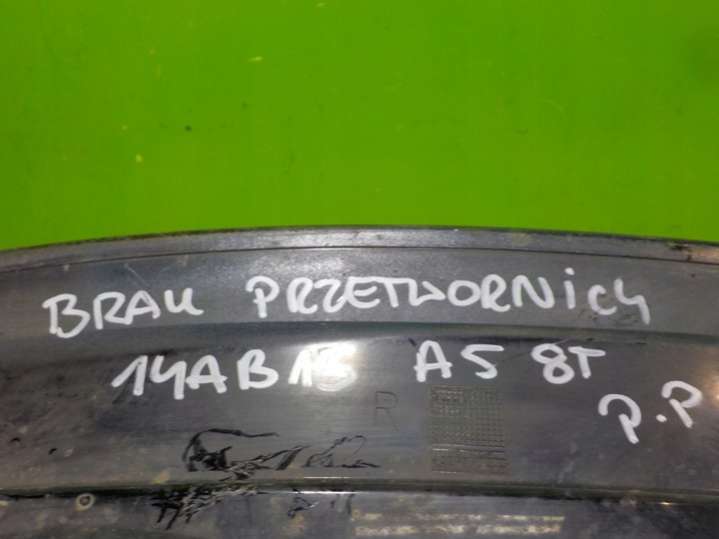 BRAK PRZETWORNICY
14AB13 A5 8T
P.P
R